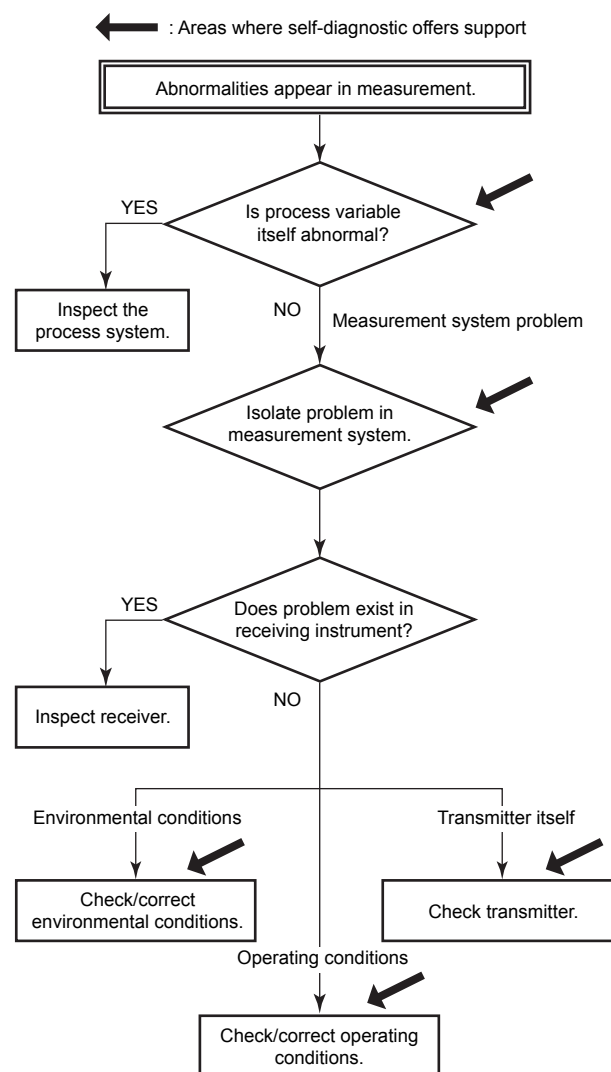 : Areas where self-diagnostic offers support
Abnormalities appear in measurement.
YES
Is process variable
itself abnormal?
Inspect the
process system.
NO
Measurement system problem
Isolate problem in
measurement system.
YES
Does problem exist in
receiving instrument?
Inspect receiver.
NO
Environmental conditions
Transmitter itself
Check/correct
environmental conditions.
Check transmitter.
Operating conditions
Check/correct operating
conditions.